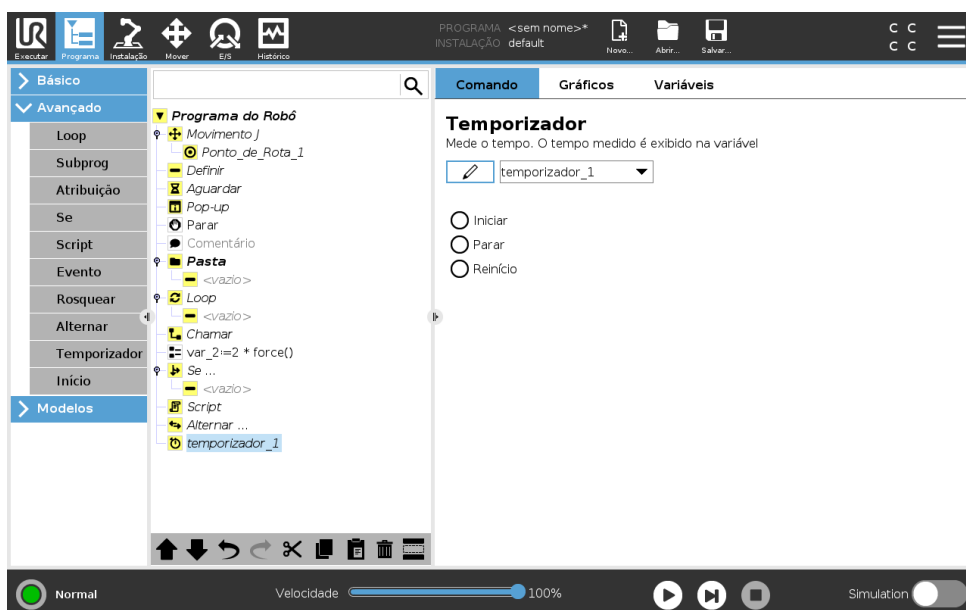 PROGRAMA <sem nome>*
INSTALAÇÃO default
C C
C C
UR
Executar Programa Instalação Mover E/S Histórico Novo... Abrir... Salvar...
Básico
Avançado
Loop
Subprog
Atribuição
Se
Script
Evento
Rosquear
Alternar
Temporizador
Início
Modelos
Programa do Robô
Movimento J
Ponto_de_Rota_1
Definir
Aguardar
Pop-up
Parar
Comentário
Pasta
<vazio>
Loop
<vazio>
Chamar
var_2:=2 * force()
Se ...
<vazio>
Script
Alternar ...
temporizador_1
Comando Gráficos Variáveis
Temporizador
Mede o tempo. O tempo medido é exibido na variável
temporizador_1
Iniciar
Parar
Reinício
Normal
Velocidade 100%
Simulation